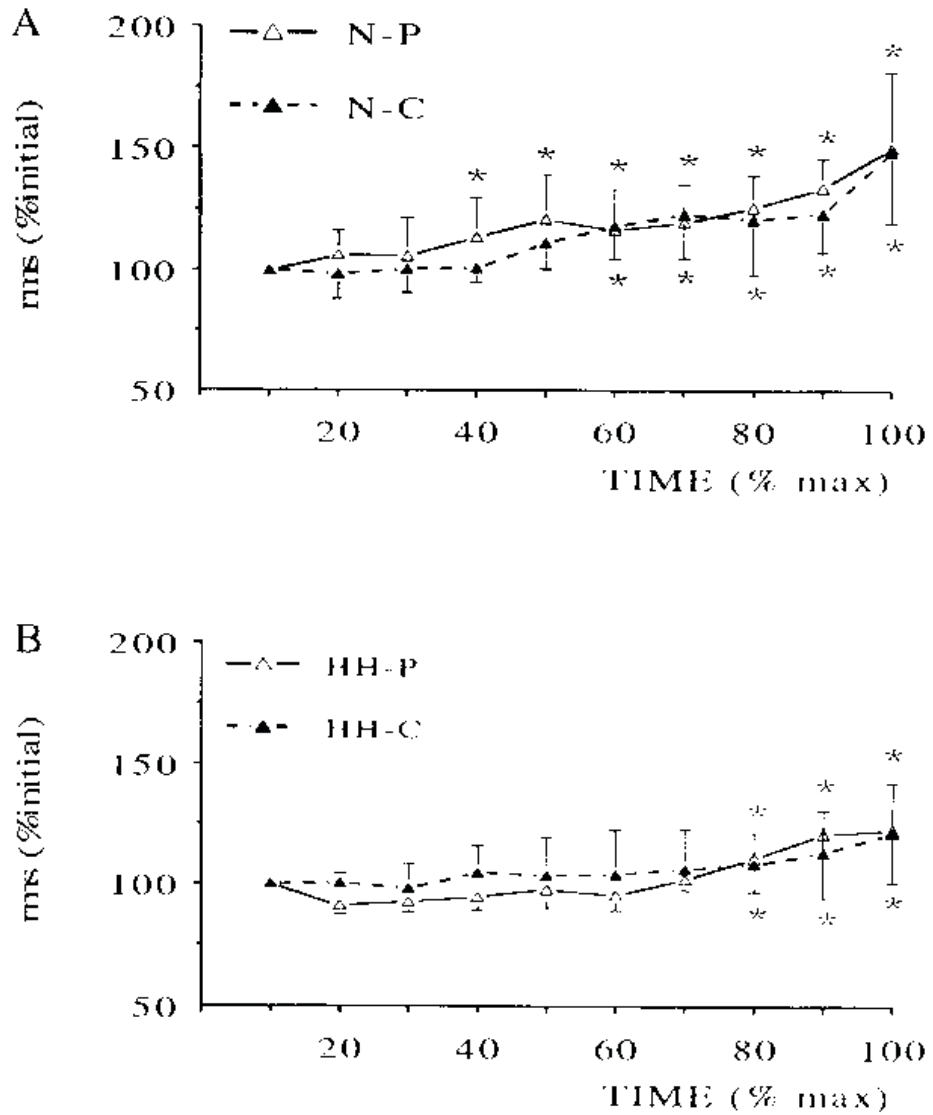 A
200
150
100
50
rms (%initial)
N-P
N-C
* * * * * * *
* * * * *
20 40 60 80 100
TIME (% max)
B
200
150
100
50
rms (%initial)
HH-P
HH-C
* * *
* * *
20 40 60 80 100
TIME (% max)